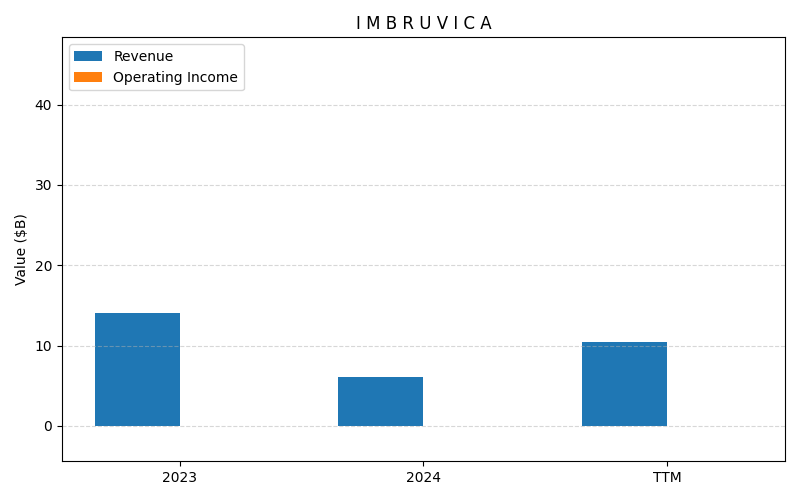 I M B R U V I C A
Revenue
Operating Income
Value ($B)
40
30
20
10
0
2023
2024
TTM